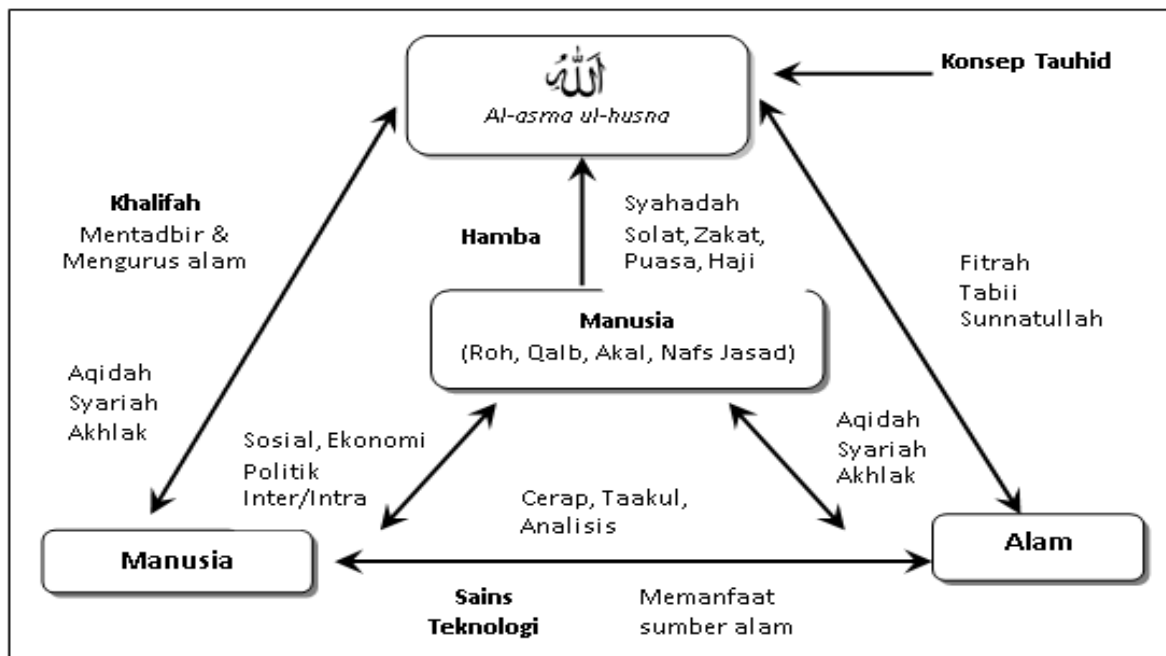 الله
Al-asma ul-husna
Konsep Tauhid
Khalifah
Mentadbir &
Mengurus alam
Hamba
Syahadah
Solat, Zakat,
Puasa, Haji
Fitrah
Tabii
Sunnatullah
Manusia
(Roh, Qalb, Akal, Nafs Jasad)
Aqidah
Syariah
Akhlak
Sosial, Ekonomi
Politik
Inter/Intra
Aqidah
Syariah
Akhlak
Cerap, Taakul,
Analisis
Manusia
Alam
Sains
Teknologi
Memanfaat
sumber alam